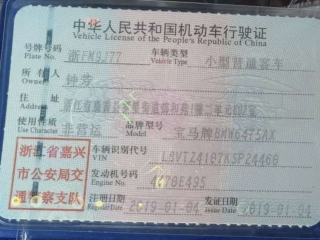 中华人民共和国机动车行驶证
Vehicle License of the People's Republic of China
号牌号码 浙FM9J77 车辆类型 小型普通客车
Plate No. Vehicle Type
所有人 钟芳
Owner
住址
Address
使用性质 非营运 品牌型号 宝马牌BMW6475AX
Use Character Model
浙江省嘉兴 车辆识别代号
VIN
市公安局交 发动机号码
Engine No.
通警察支队 注册日期 2019-01-04 发证日期 2019-01-04
Register Date Issue Date